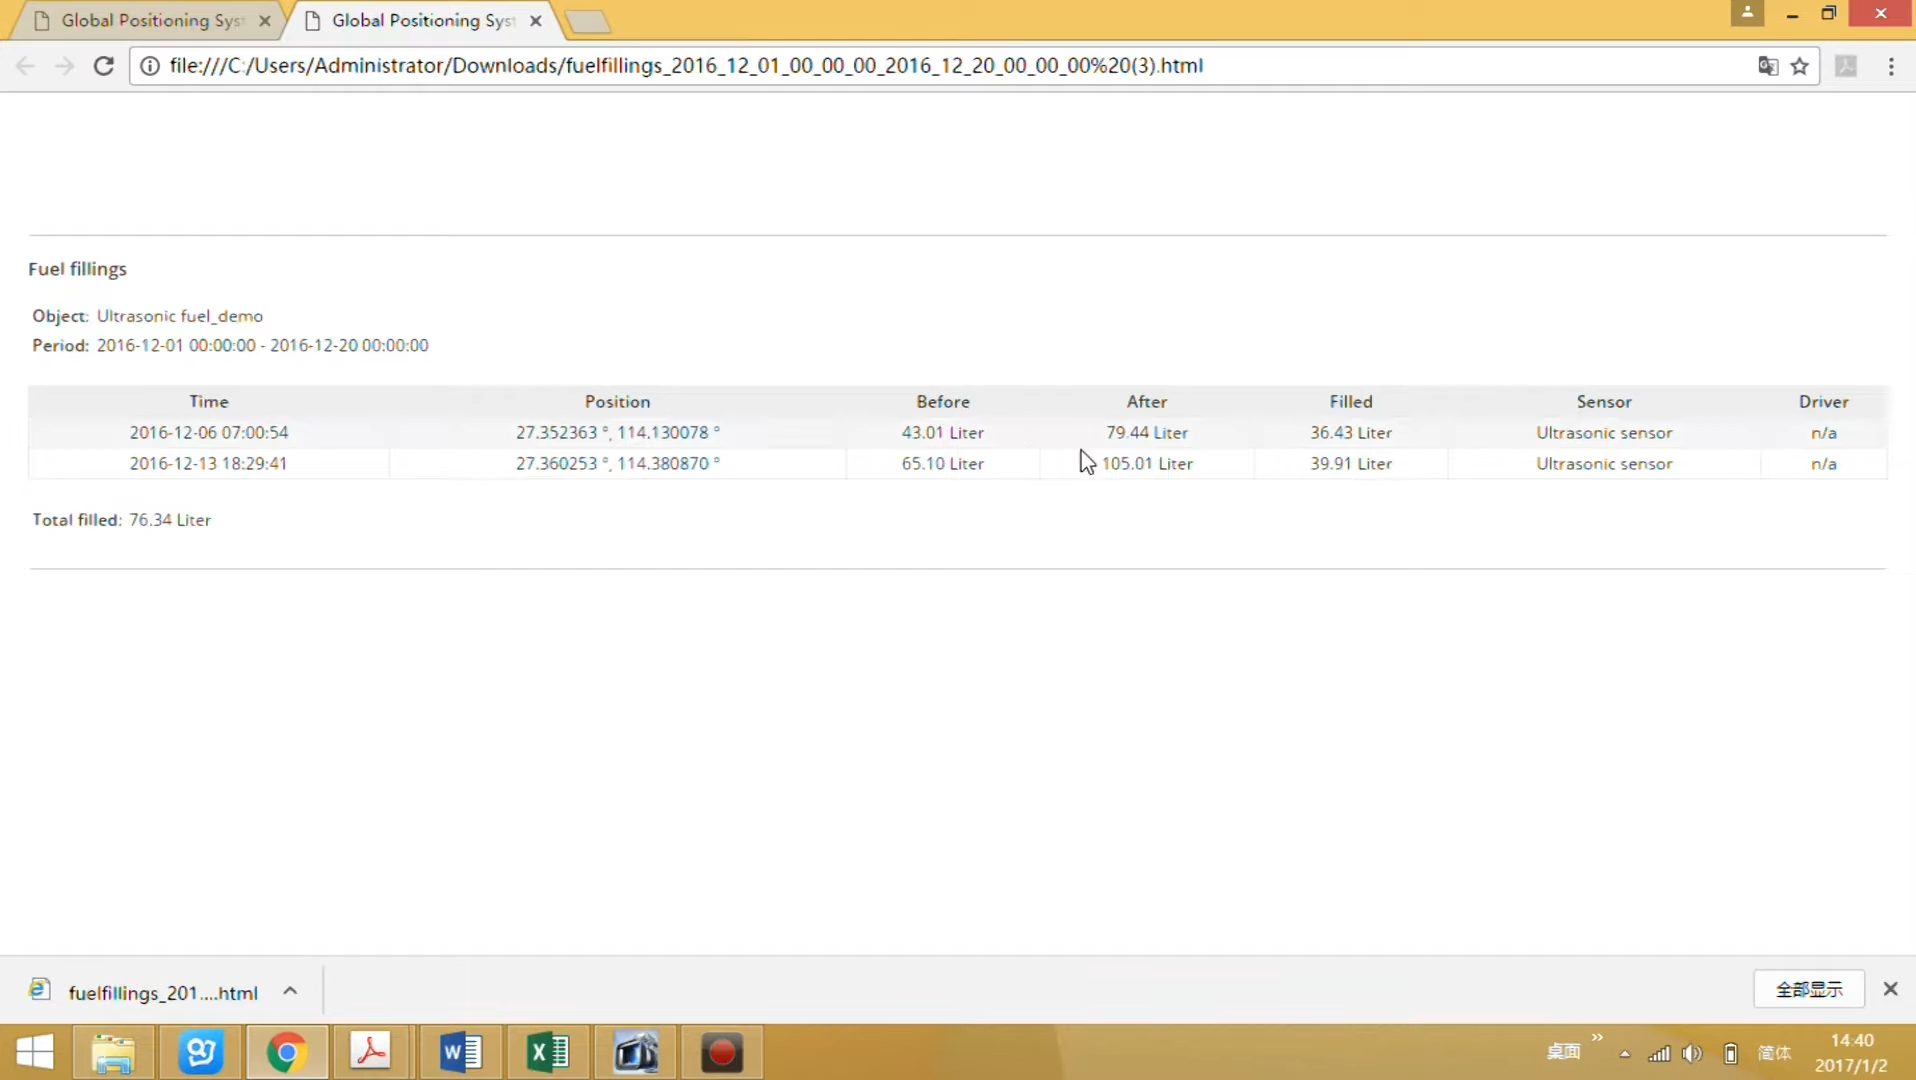 Global Positioning Syst
Global Positioning Syst
file:///C:/Users/Administrator/Downloads/fuelfillings_2016_12_01_00_00_00_2016_12_20_00_00_00%20(3).html
Fuel fillings
Object: Ultrasonic fuel_demo
Period: 2016-12-01 00:00:00 - 2016-12-20 00:00:00
Time Position Before After Filled Sensor Driver
2016-12-06 07:00:54 27.352363 °, 114.130078 ° 43.01 Liter 79.44 Liter 36.43 Liter Ultrasonic sensor n/a
2016-12-13 18:29:41 27.360253 °, 114.380870 ° 65.10 Liter 105.01 Liter 39.91 Liter Ultrasonic sensor n/a
Total filled: 76.34 Liter
fuelfillings_201....html
全部显示
桌面
简体
14:40
2017/1/2